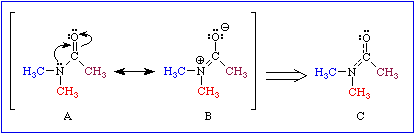 O O⊖ O
C C C
H₃C N CH₃ H₃C N⊕ CH₃ H₃C N CH₃
CH₃ CH₃ CH₃
A B C